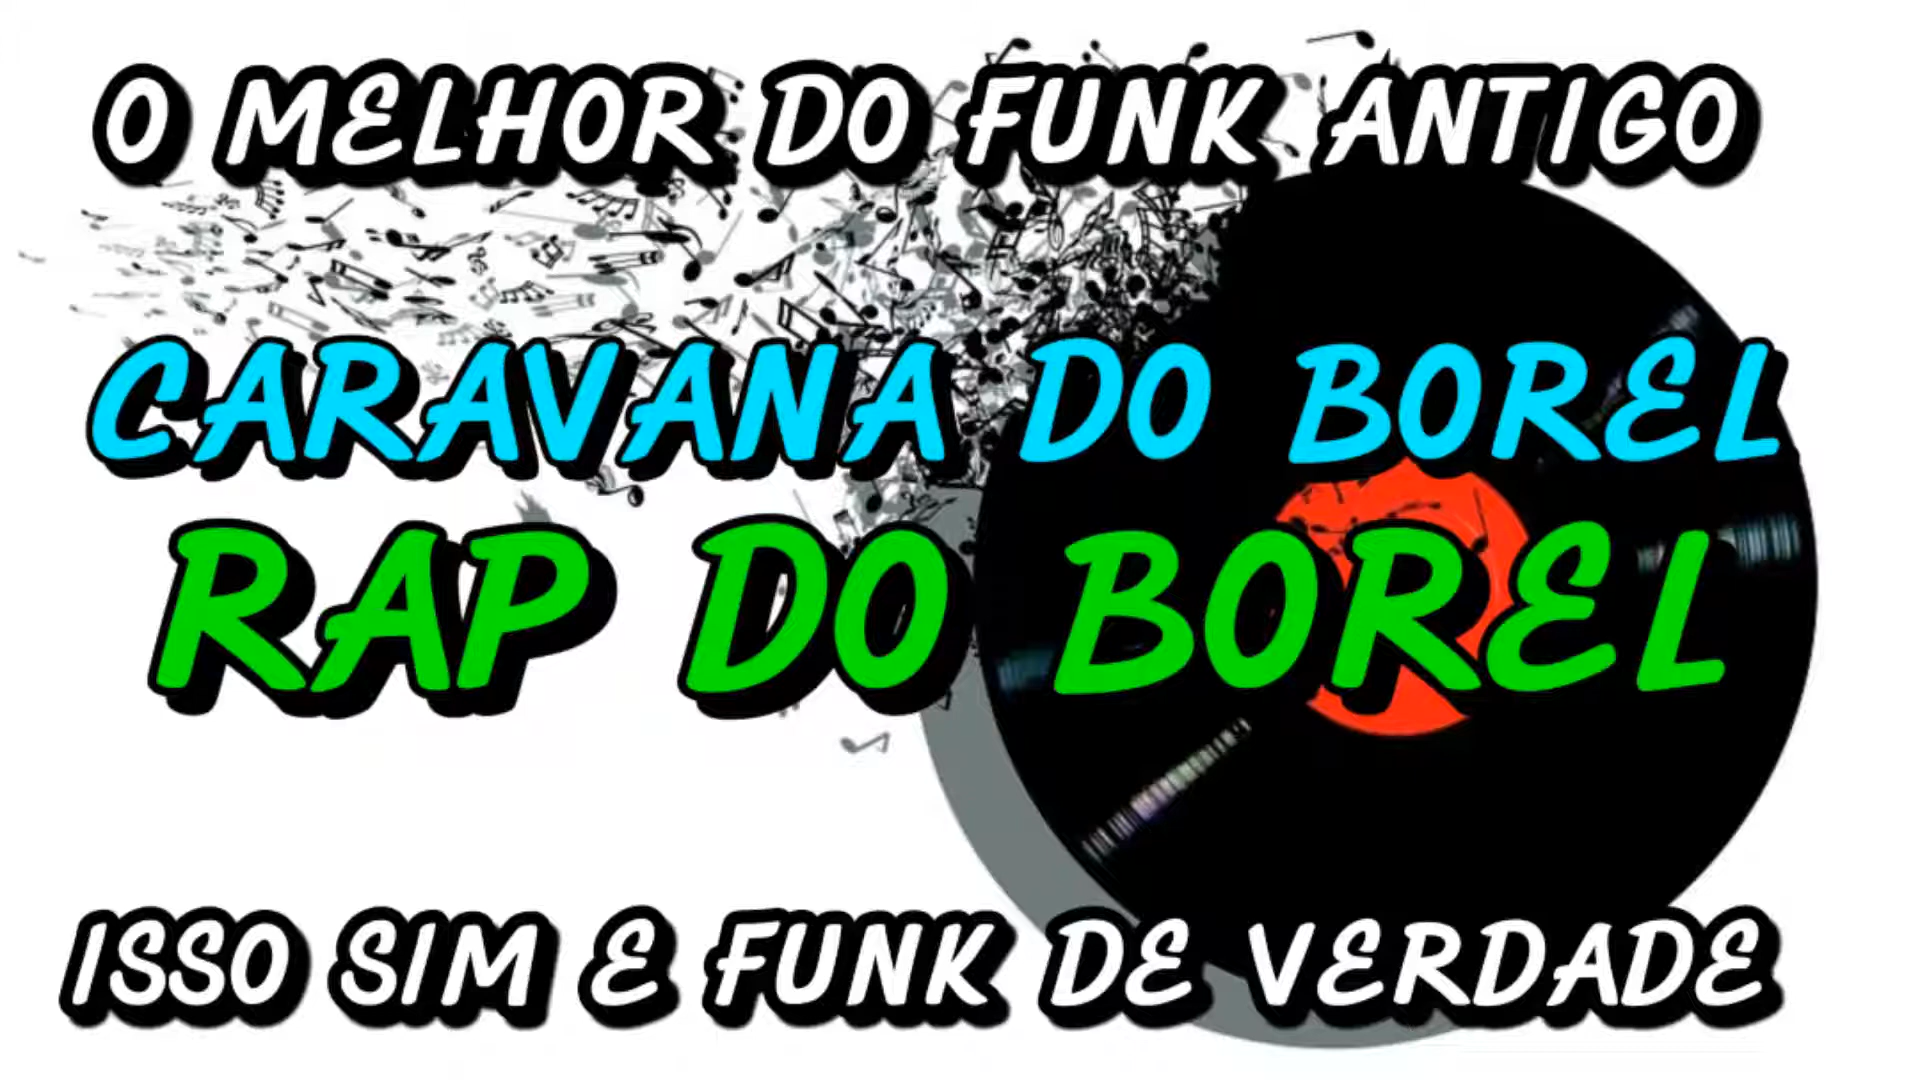 O MELHOR DO FUNK ANTIGO
CARAVANA DO BOREL
RAP DO BOREL
ISSO SIM E FUNK DE VERDADE